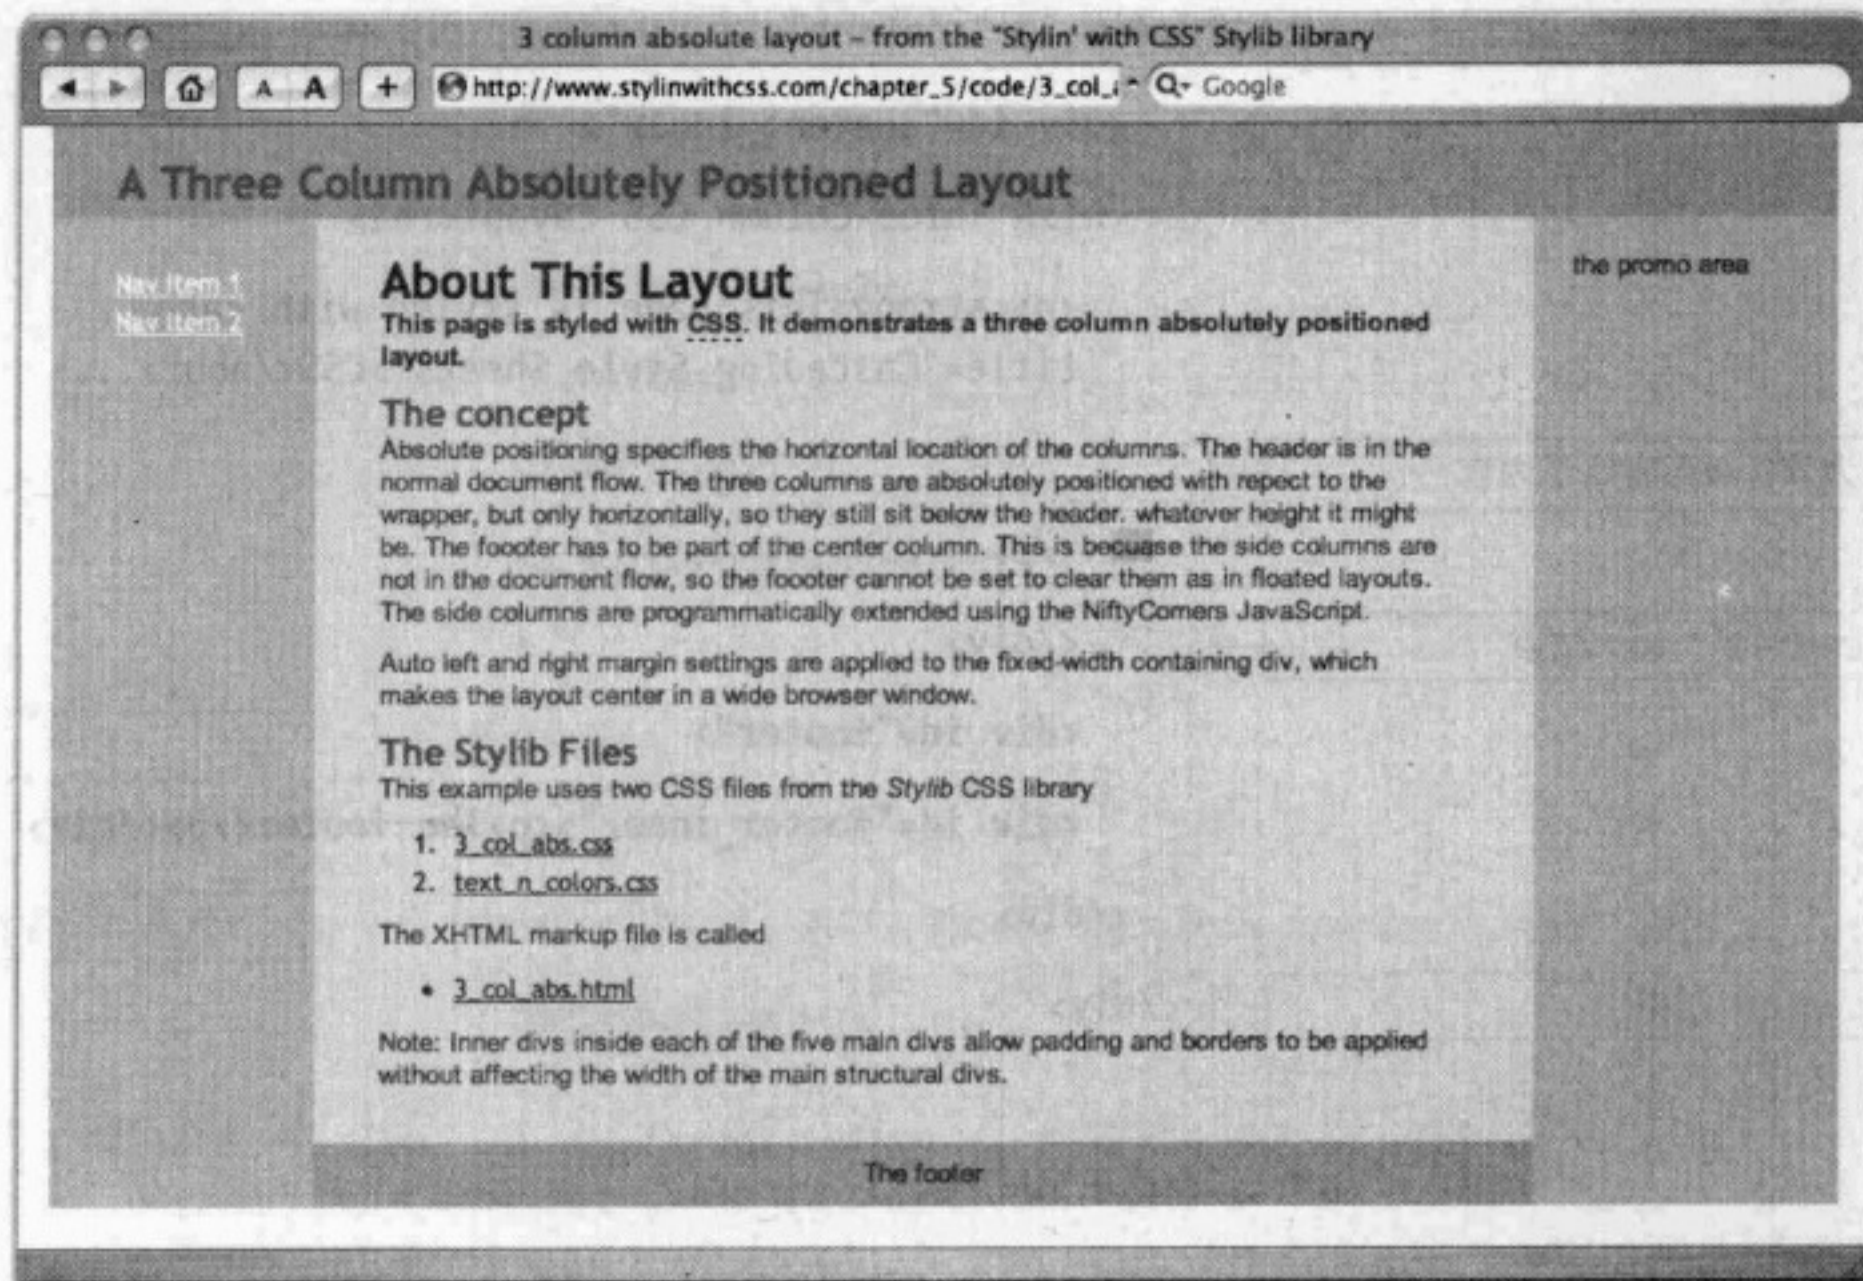 3 column absolute layout – from the "Stylin' with CSS" Stylib library
A A + http://www.stylinwithcss.com/chapter_5/code/3_col_ Google
A Three Column Absolutely Positioned Layout
Nav Item 1
Nav Item 2
About This Layout
This page is styled with CSS. It demonstrates a three column absolutely positioned
layout.
The concept
Absolute positioning specifies the horizontal location of the columns. The header is in the
normal document flow. The three columns are absolutely positioned with repect to the
wrapper, but only horizontally, so they still sit below the header. whatever height it might
be. The foooter has to be part of the center column. This is becuase the side columns are
not in the document flow, so the foooter cannot be set to clear them as in floated layouts.
The side columns are programmatically extended using the NiftyCorners JavaScript.
Auto left and right margin settings are applied to the fixed-width containing div, which
makes the layout center in a wide browser window.
The Stylib Files
This example uses two CSS files from the Stylib CSS library
1. 3_col_abs.css
2. text_n_colors.css
The XHTML markup file is called
• 3_col_abs.html
Note: Inner divs inside each of the five main divs allow padding and borders to be applied
without affecting the width of the main structural divs.
the promo area
The footer